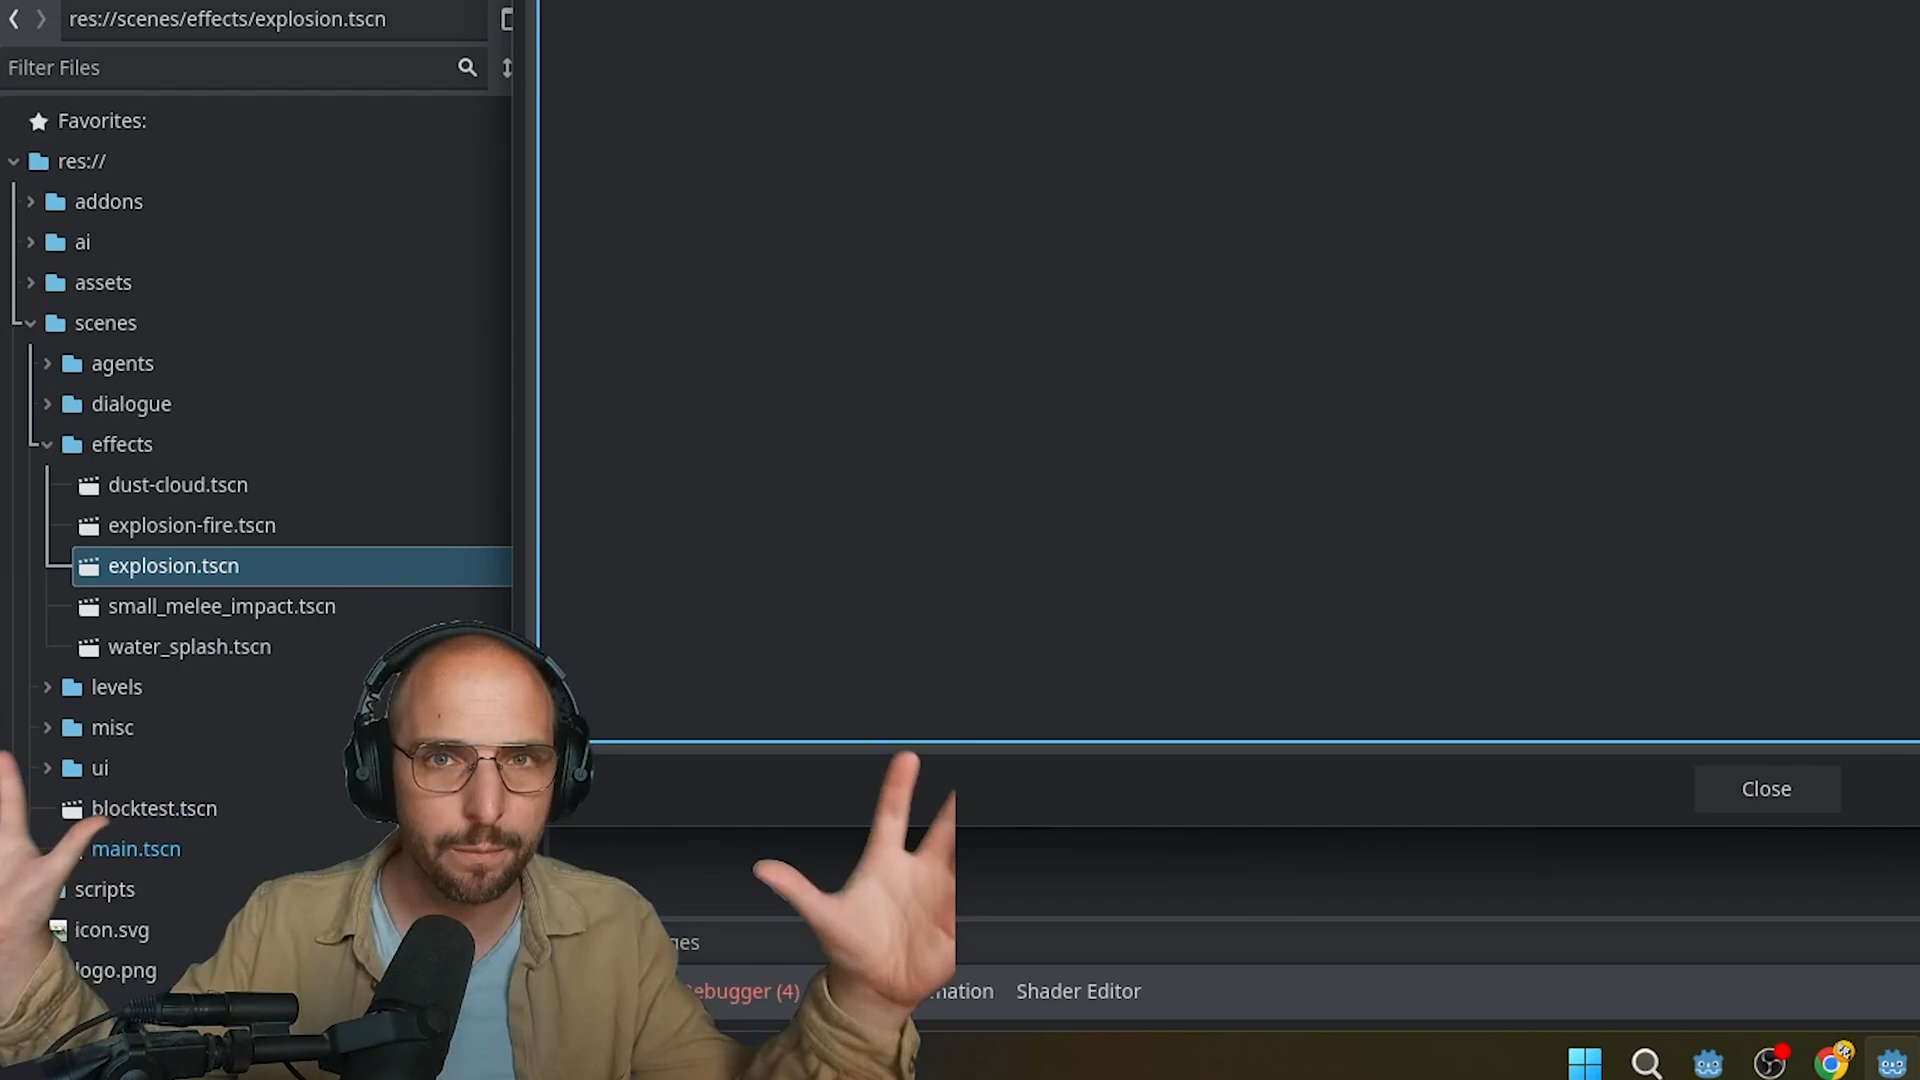 res://scenes/effects/explosion.tscn
Filter Files
Favorites:
res://
addons
ai
assets
scenes
agents
dialogue
effects
dust-cloud.tscn
explosion-fire.tscn
explosion.tscn
small_melee_impact.tscn
water_splash.tscn
levels
misc
ui
blocktest.tscn
main.tscn
scripts
icon.svg
logo.png
Close
Debugger (4)
Shader Editor